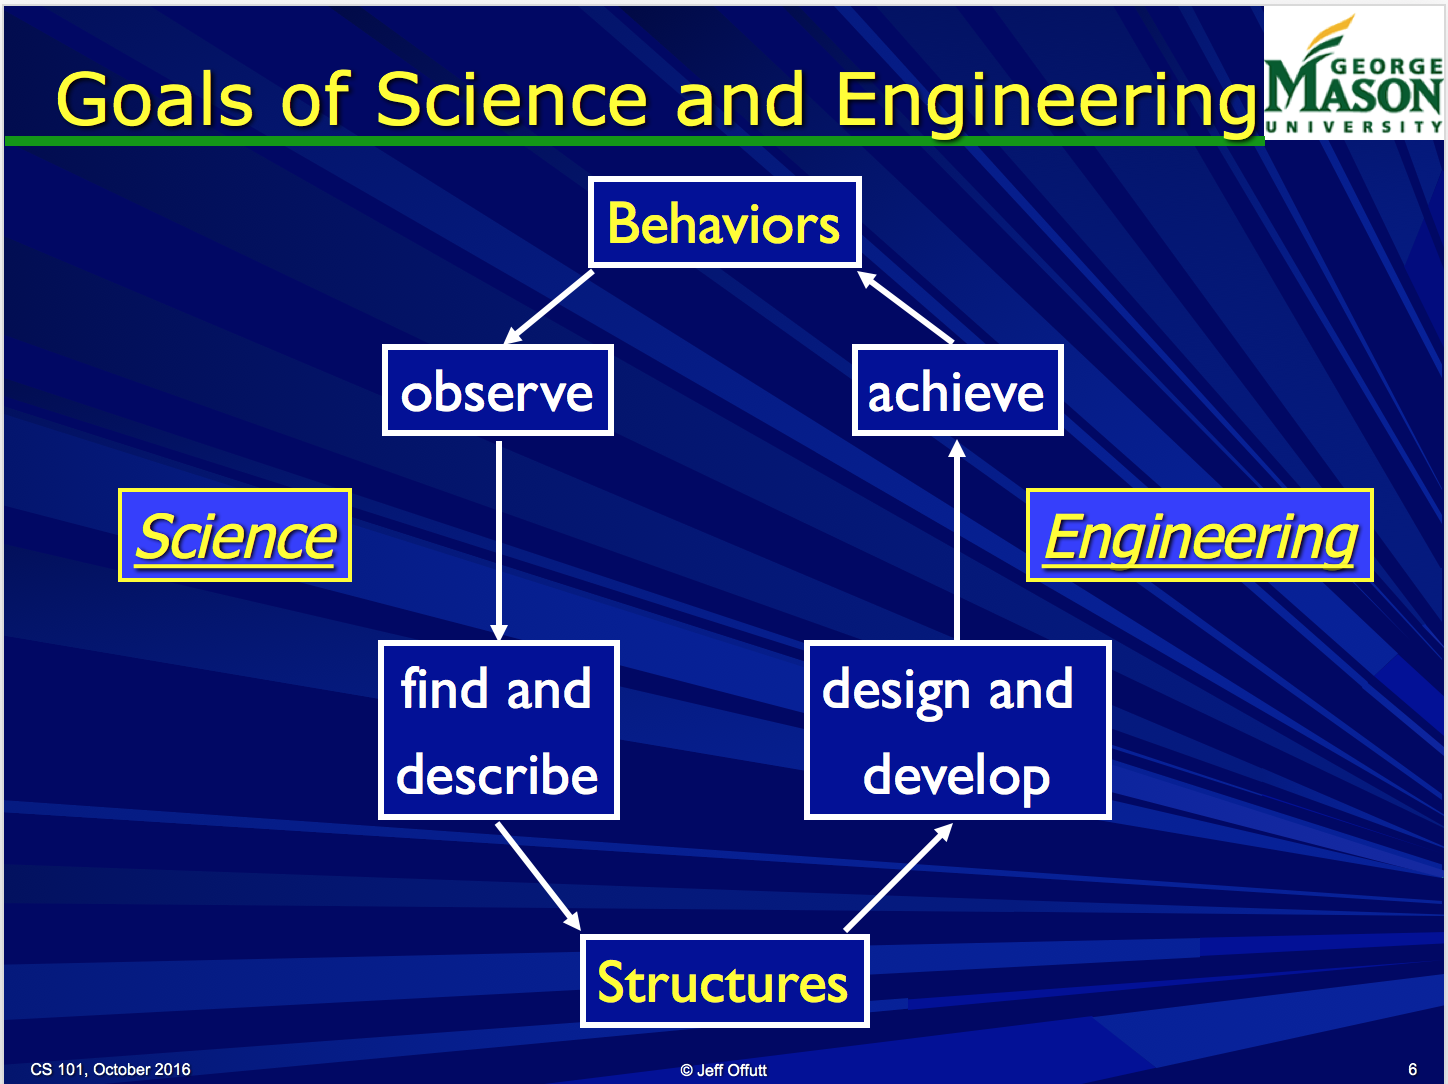 Goals of Science and Engineering
GEORGE
MASON
UNIVERSITY
Behaviors
observe
achieve
Science
Engineering
find and
describe
design and
develop
Structures
CS 101, October 2016
© Jeff Offutt
6